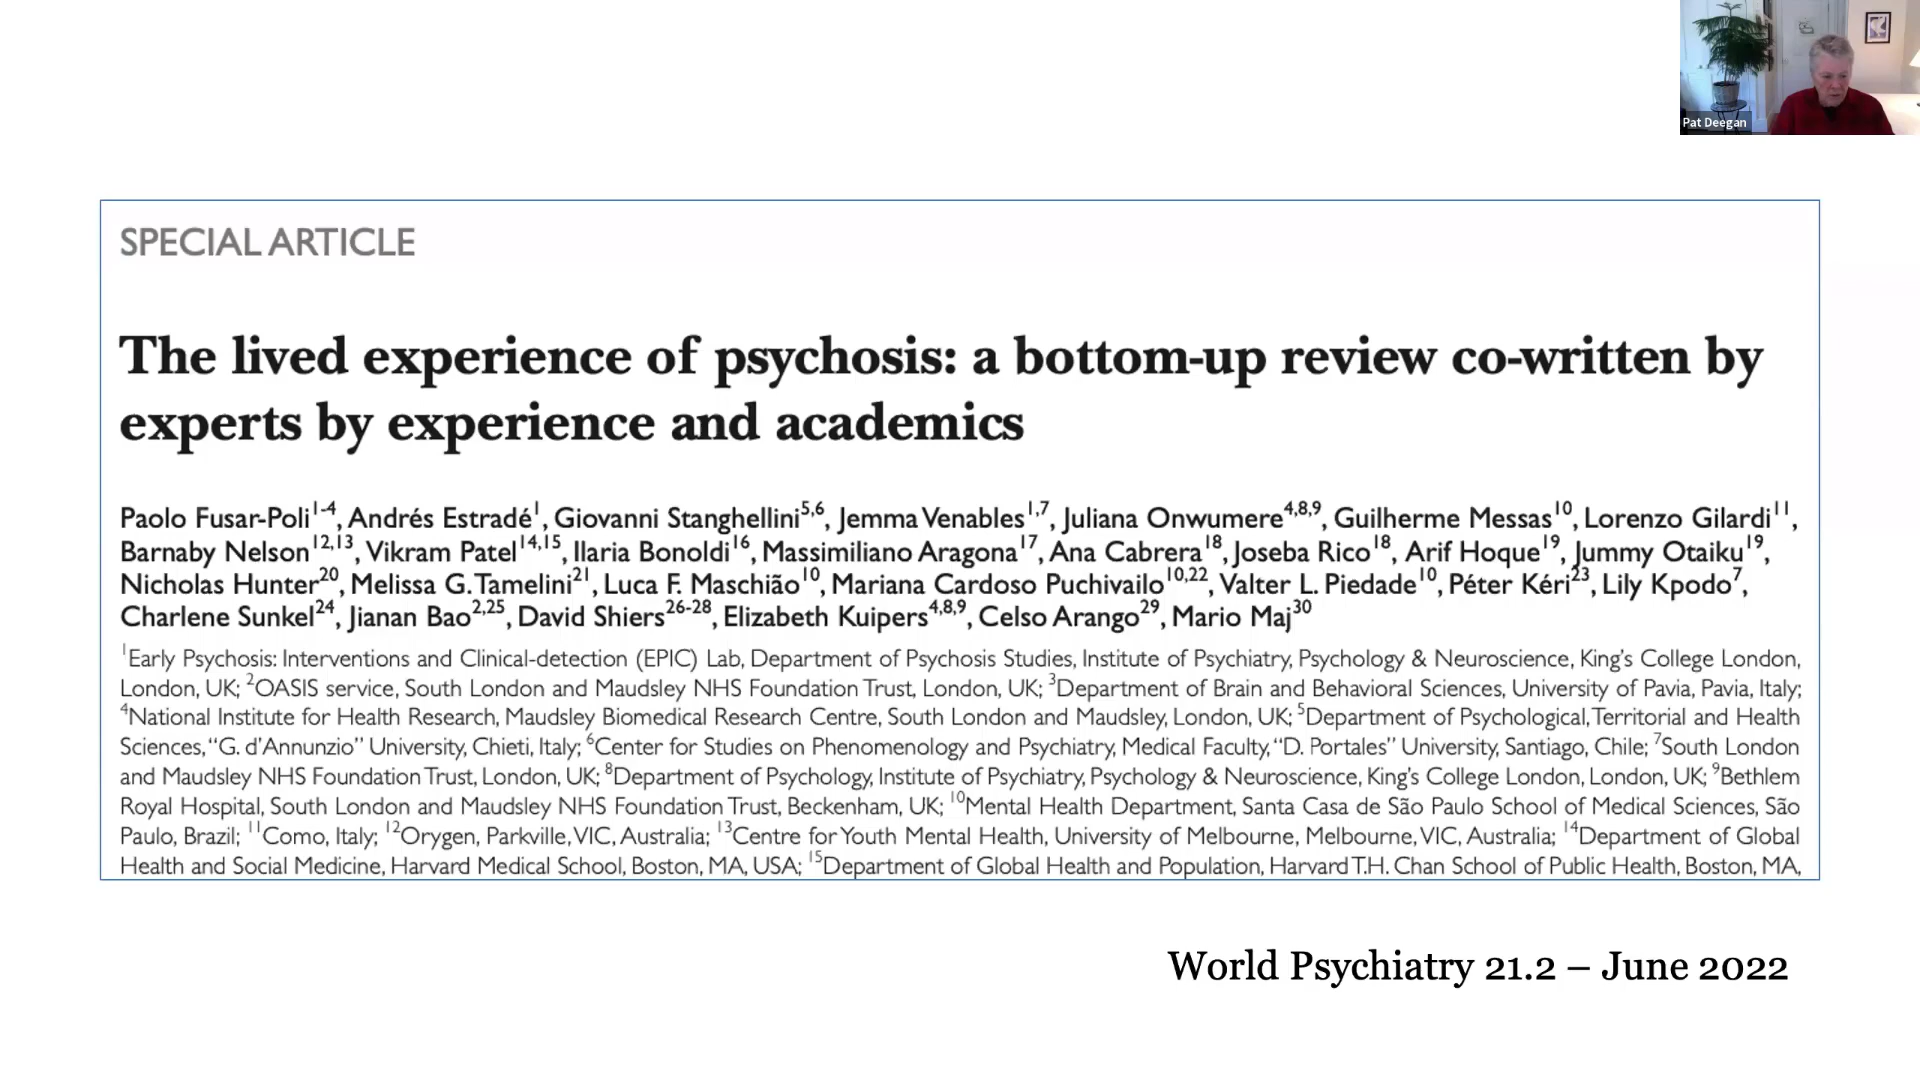 Pat Deegan
SPECIAL ARTICLE
The lived experience of psychosis: a bottom-up review co-written by
experts by experience and academics
Paolo Fusar-Poli1-4, Andrés Estradé1, Giovanni Stanghellini5,6, Jemma Venables1,7, Juliana Onwumere4,8,9, Guilherme Messas10, Lorenzo Gilardi11,
Barnaby Nelson12,13, Vikram Patel14,15, Ilaria Bonoldi16, Massimiliano Aragona17, Ana Cabrera18, Joseba Rico18, Arif Hoque19, Jummy Otaiku19,
Nicholas Hunter20, Melissa G. Tamelini21, Luca F. Maschião10, Mariana Cardoso Puchivailo10,22, Valter L. Piedade10, Péter Kéri23, Lily Kpodo7,
Charlene Sunkel24, Jianan Bao2,25, David Shiers26-28, Elizabeth Kuipers4,8,9, Celso Arango29, Mario Maj30
1Early Psychosis: Interventions and Clinical-detection (EPIC) Lab, Department of Psychosis Studies, Institute of Psychiatry, Psychology & Neuroscience, King's College London,
London, UK; 2OASIS service, South London and Maudsley NHS Foundation Trust, London, UK; 3Department of Brain and Behavioral Sciences, University of Pavia, Pavia, Italy;
4National Institute for Health Research, Maudsley Biomedical Research Centre, South London and Maudsley, London, UK; 5Department of Psychological, Territorial and Health
Sciences, "G. d'Annunzio" University, Chieti, Italy; 6Center for Studies on Phenomenology and Psychiatry, Medical Faculty, "D. Portales" University, Santiago, Chile; 7South London
and Maudsley NHS Foundation Trust, London, UK; 8Department of Psychology, Institute of Psychiatry, Psychology & Neuroscience, King's College London, London, UK; 9Bethlem
Royal Hospital, South London and Maudsley NHS Foundation Trust, Beckenham, UK; 10Mental Health Department, Santa Casa de São Paulo School of Medical Sciences, São
Paulo, Brazil; 11Como, Italy; 12Orygen, Parkville, VIC, Australia; 13Centre for Youth Mental Health, University of Melbourne, Melbourne, VIC, Australia; 14Department of Global
Health and Social Medicine, Harvard Medical School, Boston, MA, USA; 15Department of Global Health and Population, Harvard T.H. Chan School of Public Health, Boston, MA,
World Psychiatry 21.2 – June 2022